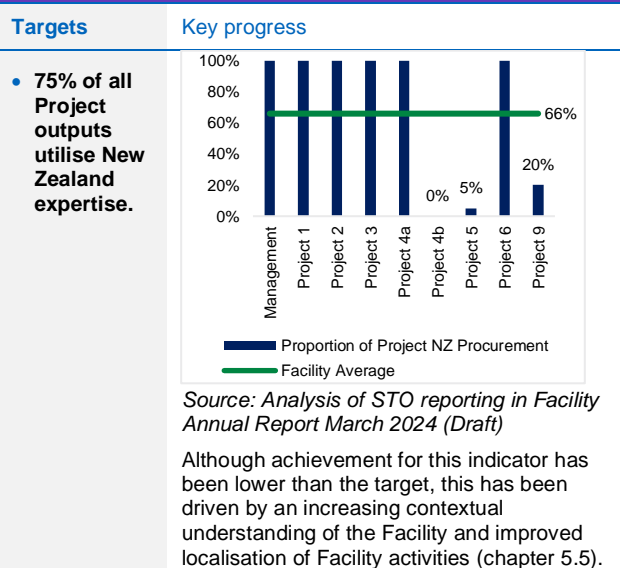 Targets
Key progress
• 75% of all
Project
outputs
utilise New
Zealand
expertise.
100%
80%
60%
40%
20%
0%
66%
0%
5%
20%
Management
Project 1
Project 2
Project 3
Project 4a
Project 4b
Project 5
Project 6
Project 9
Proportion of Project NZ Procurement
Facility Average
Source: Analysis of STO reporting in Facility
Annual Report March 2024 (Draft)
Although achievement for this indicator has
been lower than the target, this has been
driven by an increasing contextual
understanding of the Facility and improved
localisation of Facility activities (chapter 5.5).